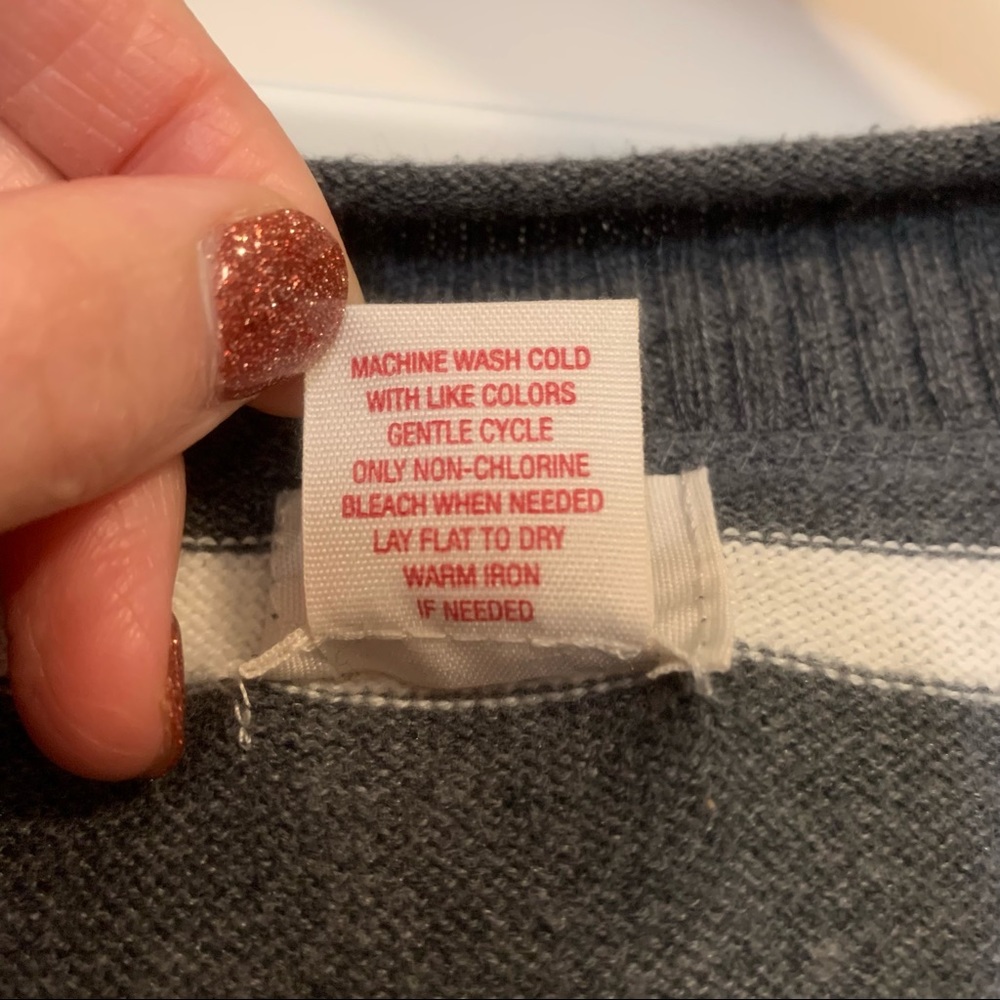 MACHINE WASH COLD
WITH LIKE COLORS
GENTLE CYCLE
ONLY NON-CHLORINE
BLEACH WHEN NEEDED
LAY FLAT TO DRY
WARM IRON
IF NEEDED